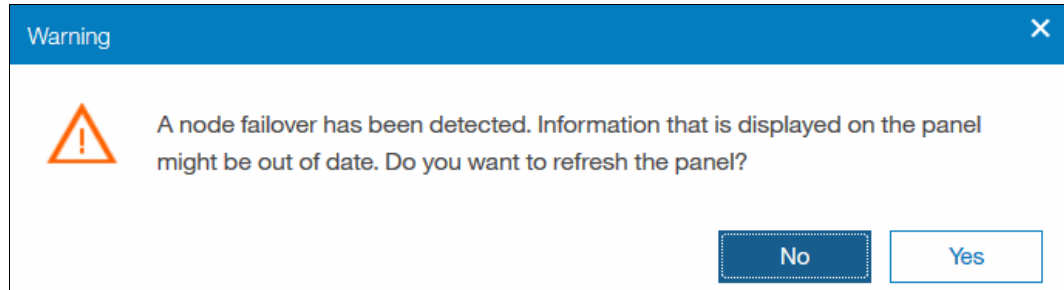 Warning
A node failover has been detected. Information that is displayed on the panel
might be out of date. Do you want to refresh the panel?
No Yes